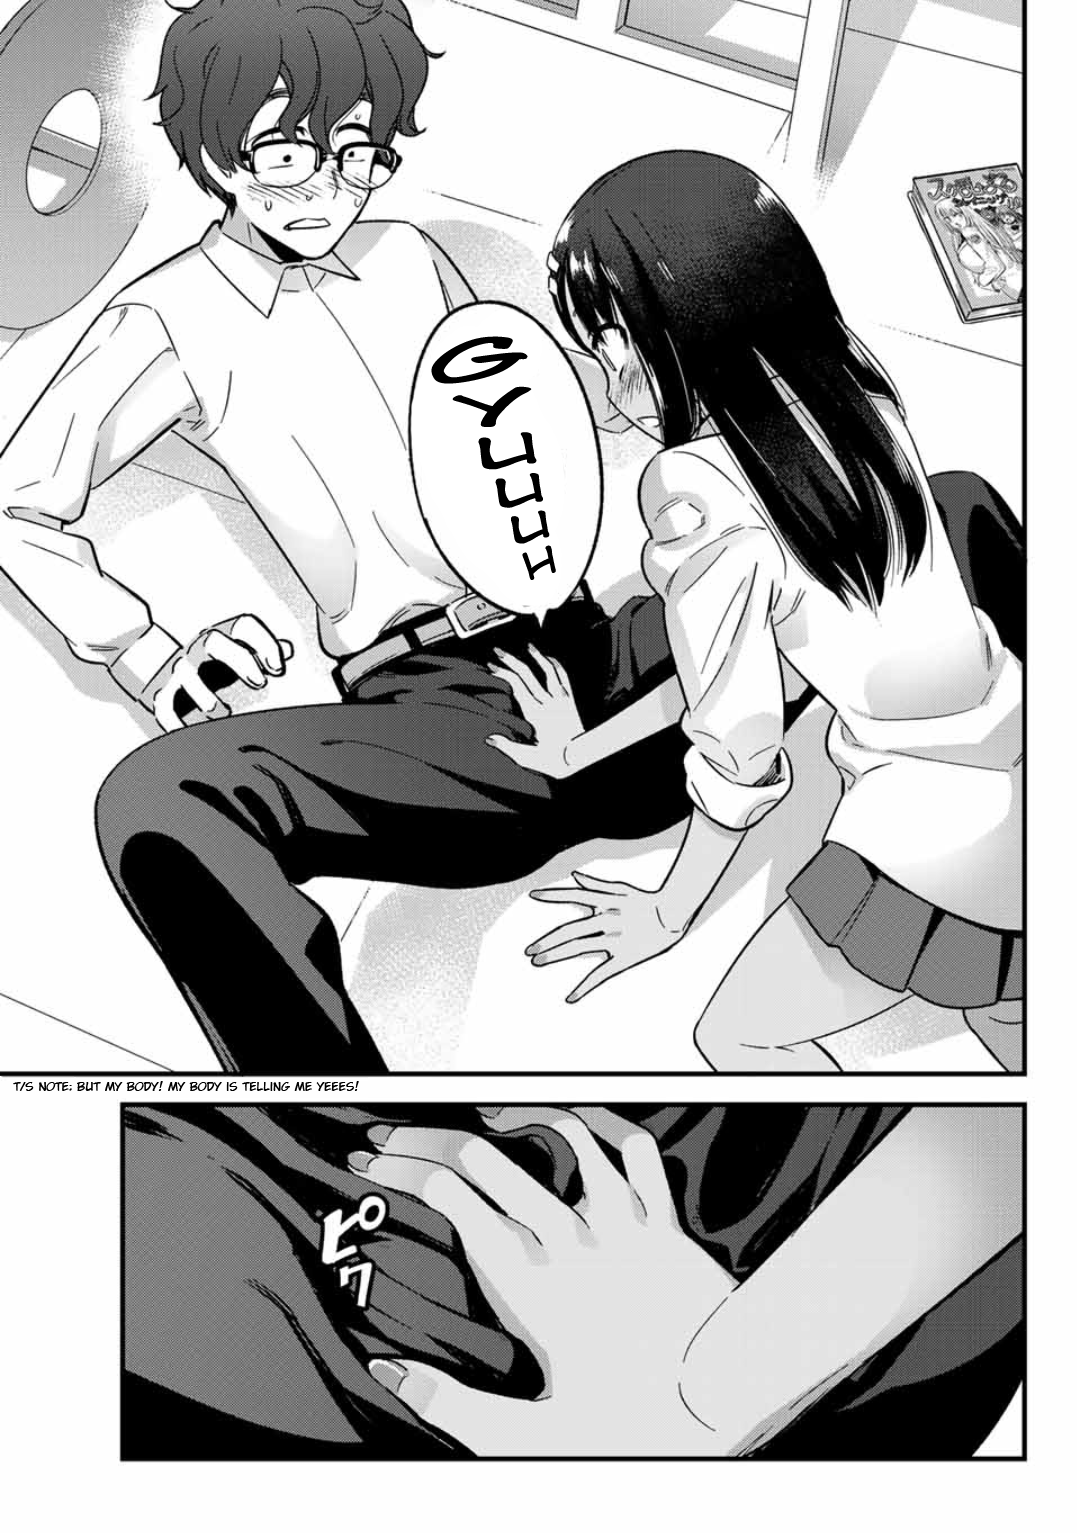 GYUUUU
T/S NOTE: BUT MY BODY! MY BODY IS TELLING ME YEEES!
ピク